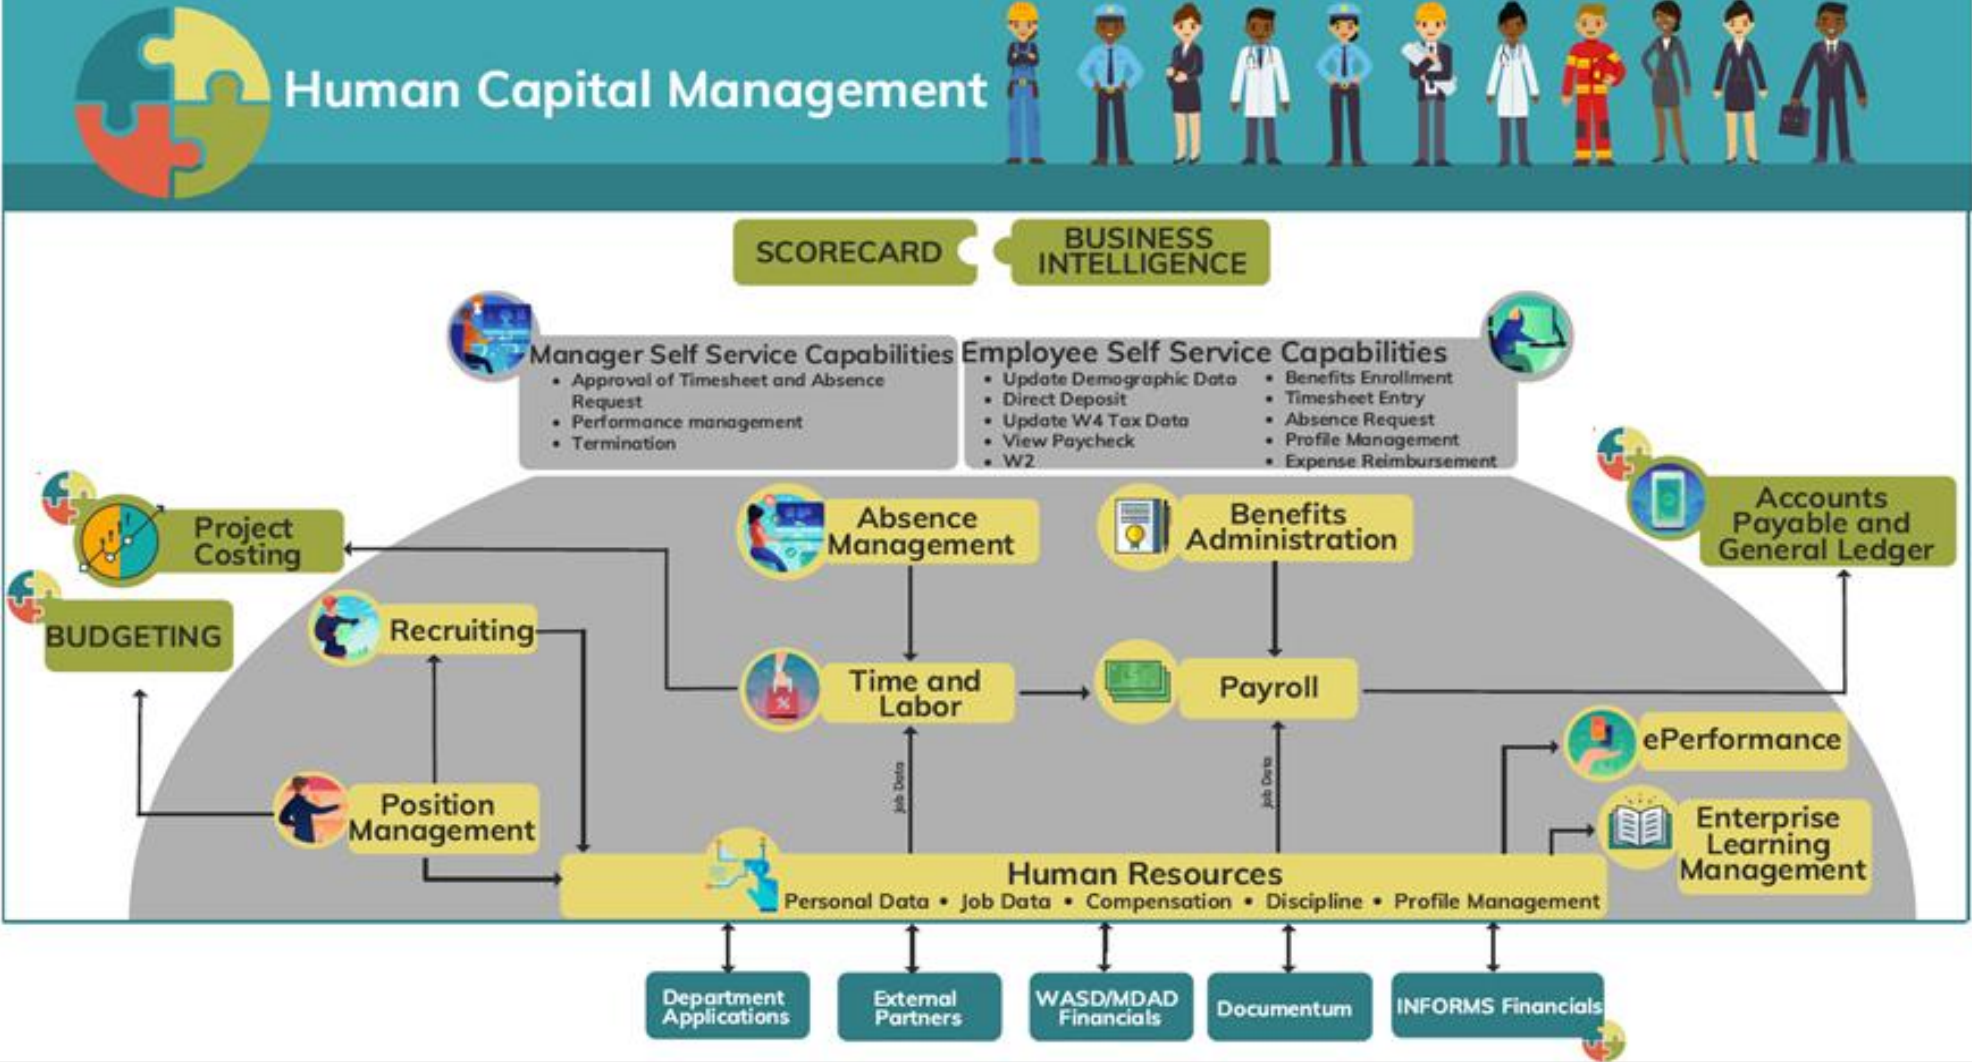 Human Capital Management
SCORECARD
BUSINESS
INTELLIGENCE
Manager Self Service Capabilities
• Approval of Timesheet and Absence
Request
• Performance management
• Termination
Employee Self Service Capabilities
• Update Demographic Data
• Direct Deposit
• Update W4 Tax Data
• View Paycheck
• W2
• Benefits Enrollment
• Timesheet Entry
• Absence Request
• Profile Management
• Expense Reimbursement
Project
Costing
BUDGETING
Recruiting
Position
Management
Absence
Management
Benefits
Administration
Accounts
Payable and
General Ledger
Time and
Labor
%
Payroll
Job Data
Job Data
ePerformance
Enterprise
Learning
Management
Human Resources
Personal Data • Job Data • Compensation • Discipline • Profile Management
Department
Applications
External
Partners
WASD/MDAD
Financials
Documentum
INFORMS Financials